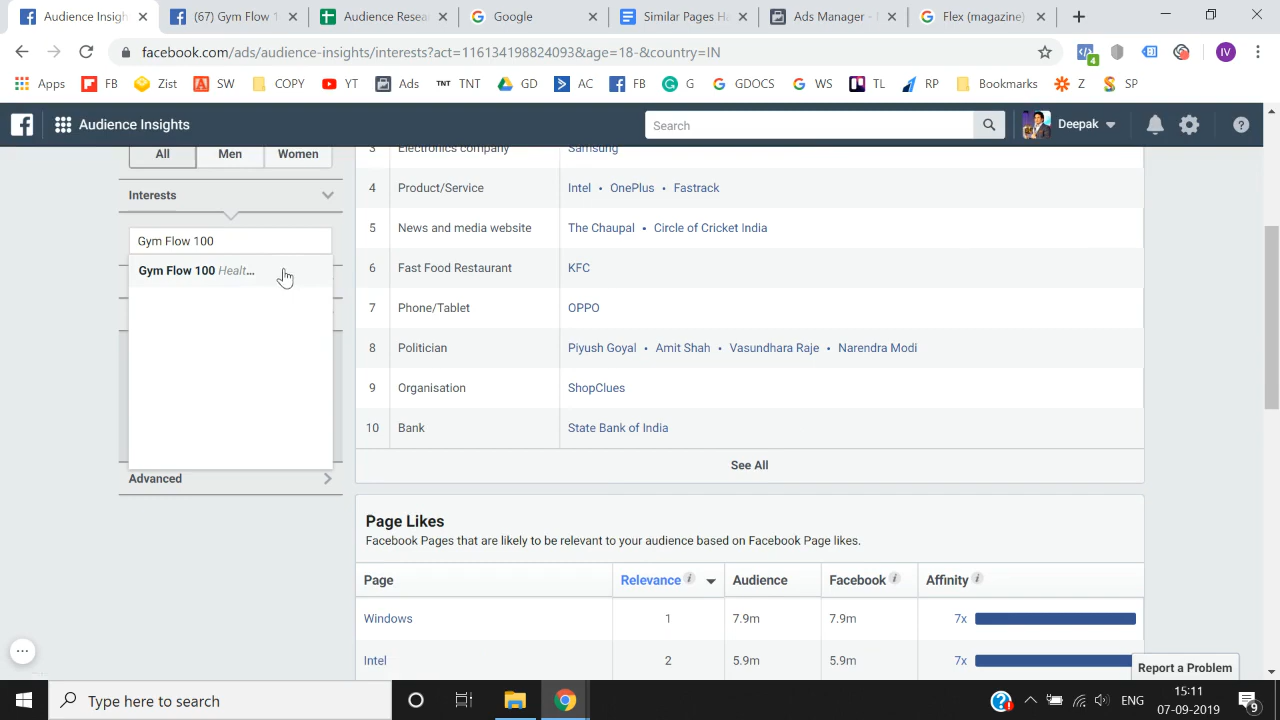 Audience Insigh
(67) Gym Flow 1
Audience Resea
Google
Similar Pages H
Ads Manager -
Flex (magazine)
facebook.com/ads/audience-insights/interests?act=116134198824093&age=18-&country=IN
4
IV
Apps
FB
Zist
SW
COPY
YT
Ads
TNT
TNT
GD
AC
FB
G
GDOCS
WS
TL
RP
Bookmarks
Z
SP
Audience Insights
Search
Deepak
All
Men
Women
Interests
Gym Flow 100
Gym Flow 100 Healt...
Advanced
3 Electronics company Samsung
4 Product/Service Intel • OnePlus • Fastrack
5 News and media website The Chaupal • Circle of Cricket India
6 Fast Food Restaurant KFC
7 Phone/Tablet OPPO
8 Politician Piyush Goyal • Amit Shah • Vasundhara Raje • Narendra Modi
9 Organisation ShopClues
10 Bank State Bank of India
See All
Page Likes
Facebook Pages that are likely to be relevant to your audience based on Facebook Page likes.
Page Relevance Audience Facebook Affinity
Windows 1 7.9m 7.9m 7x
Intel 2 5.9m 5.9m 7x
Report a Problem
Type here to search
ENG
15:11
07-09-2019
9